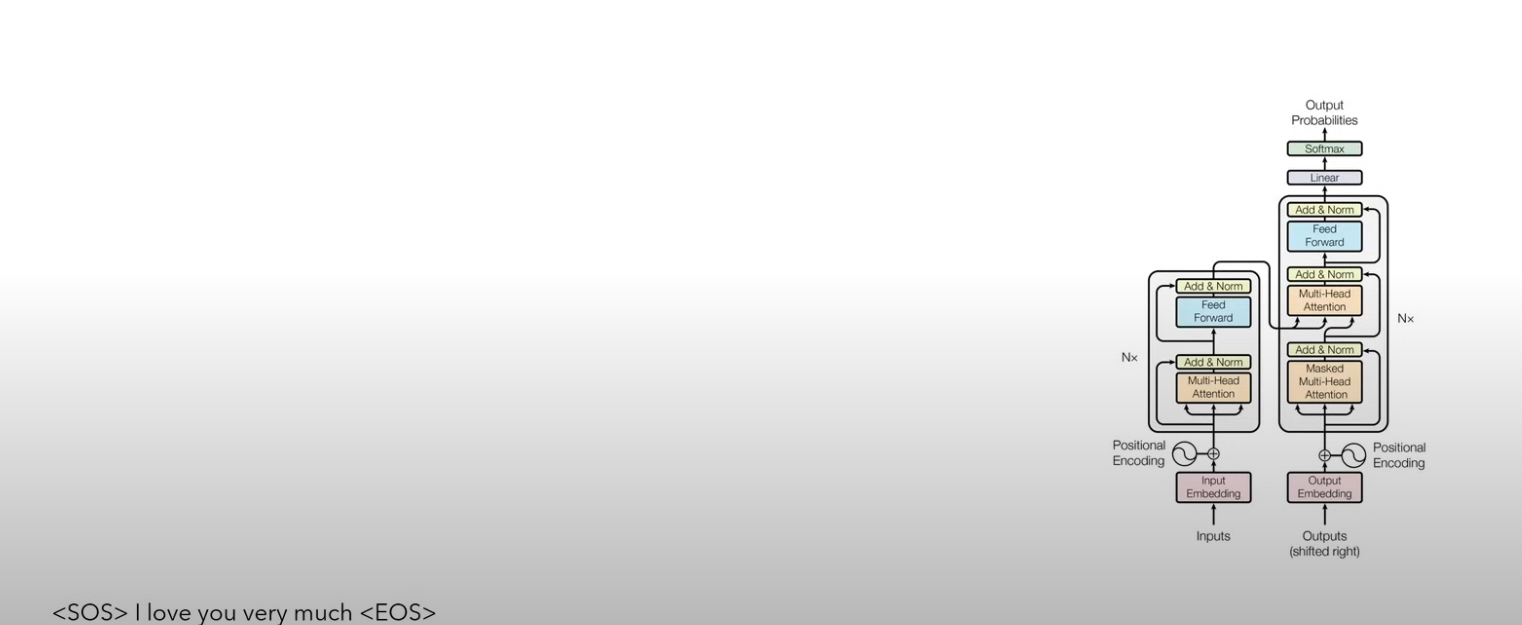 Output
Probabilities
Softmax
Linear
Add & Norm
Feed
Forward
Add & Norm
Multi-Head
Attention
Nx
Add & Norm
Masked
Multi-Head
Attention
Add & Norm
Feed
Forward
Nx
Add & Norm
Multi-Head
Attention
Positional
Encoding
Positional
Encoding
Input
Embedding
Output
Embedding
Inputs
Outputs
(shifted right)
<SOS> I love you very much <EOS>